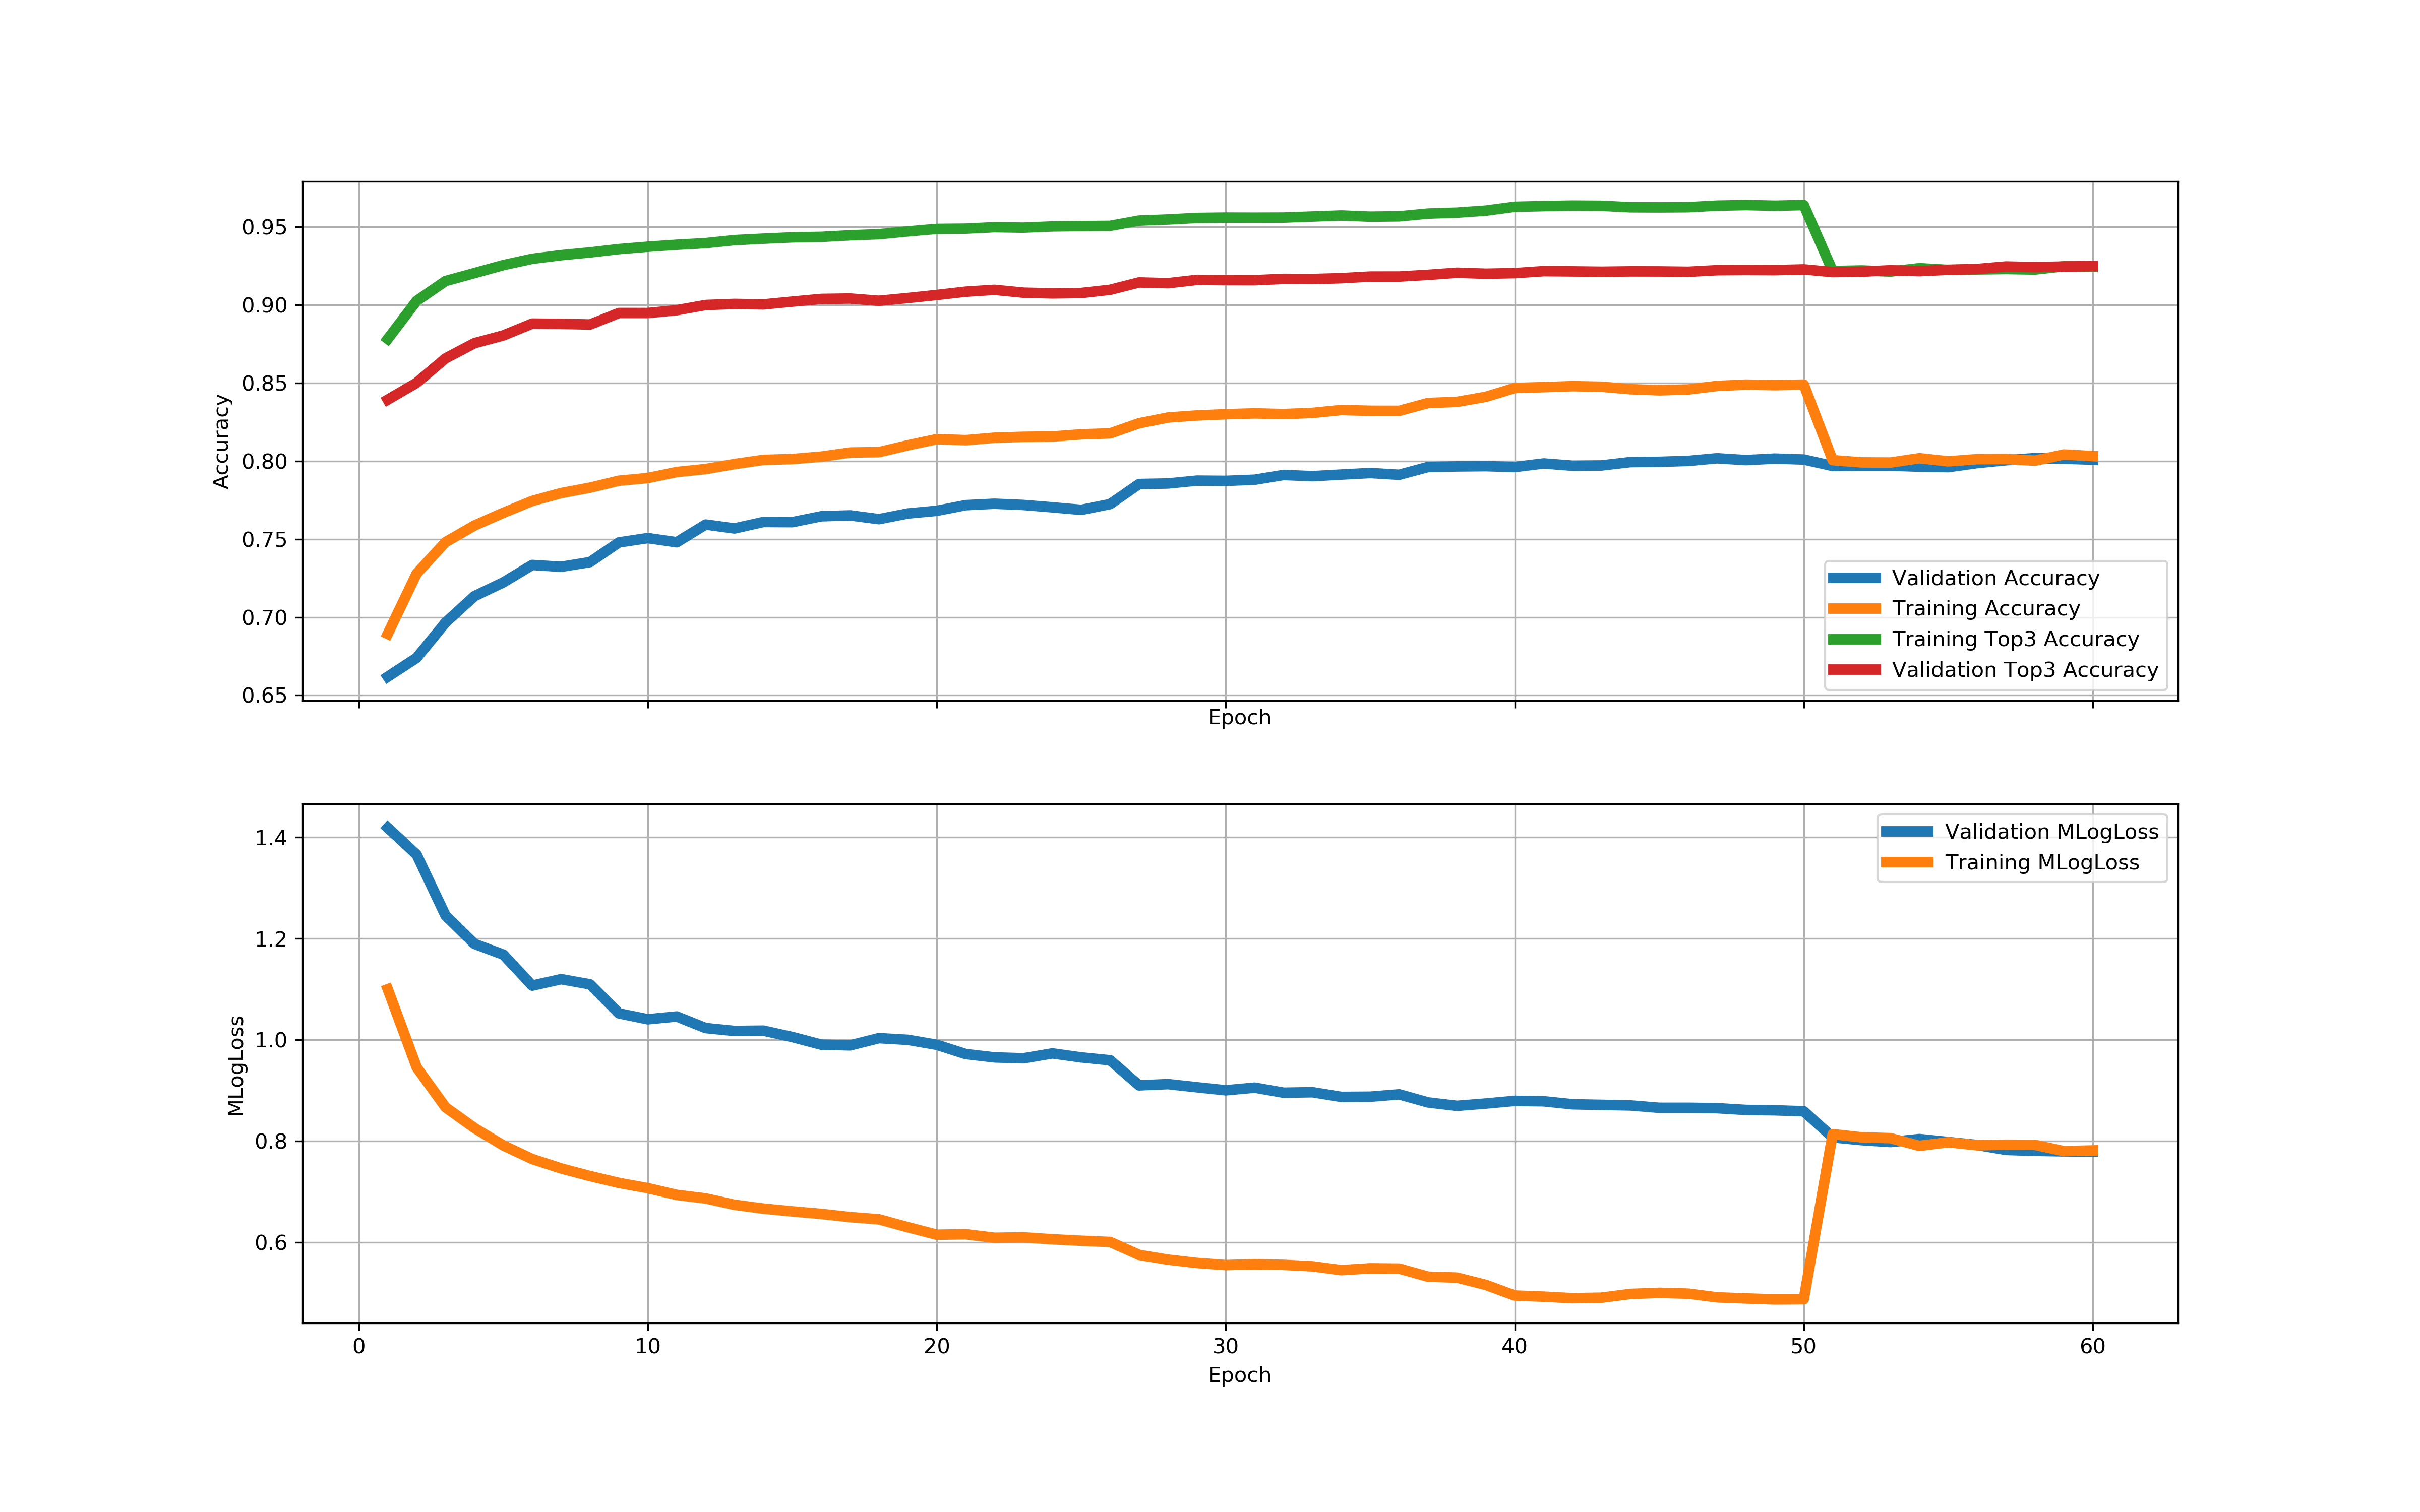 0.95
0.90
0.85
0.80
0.75
0.70
0.65
Accuracy
Validation Accuracy
Training Accuracy
Training Top3 Accuracy
Validation Top3 Accuracy
Epoch
1.4
1.2
1.0
0.8
0.6
MLogLoss
Validation MLogLoss
Training MLogLoss
0 10 20 30 40 50 60
Epoch